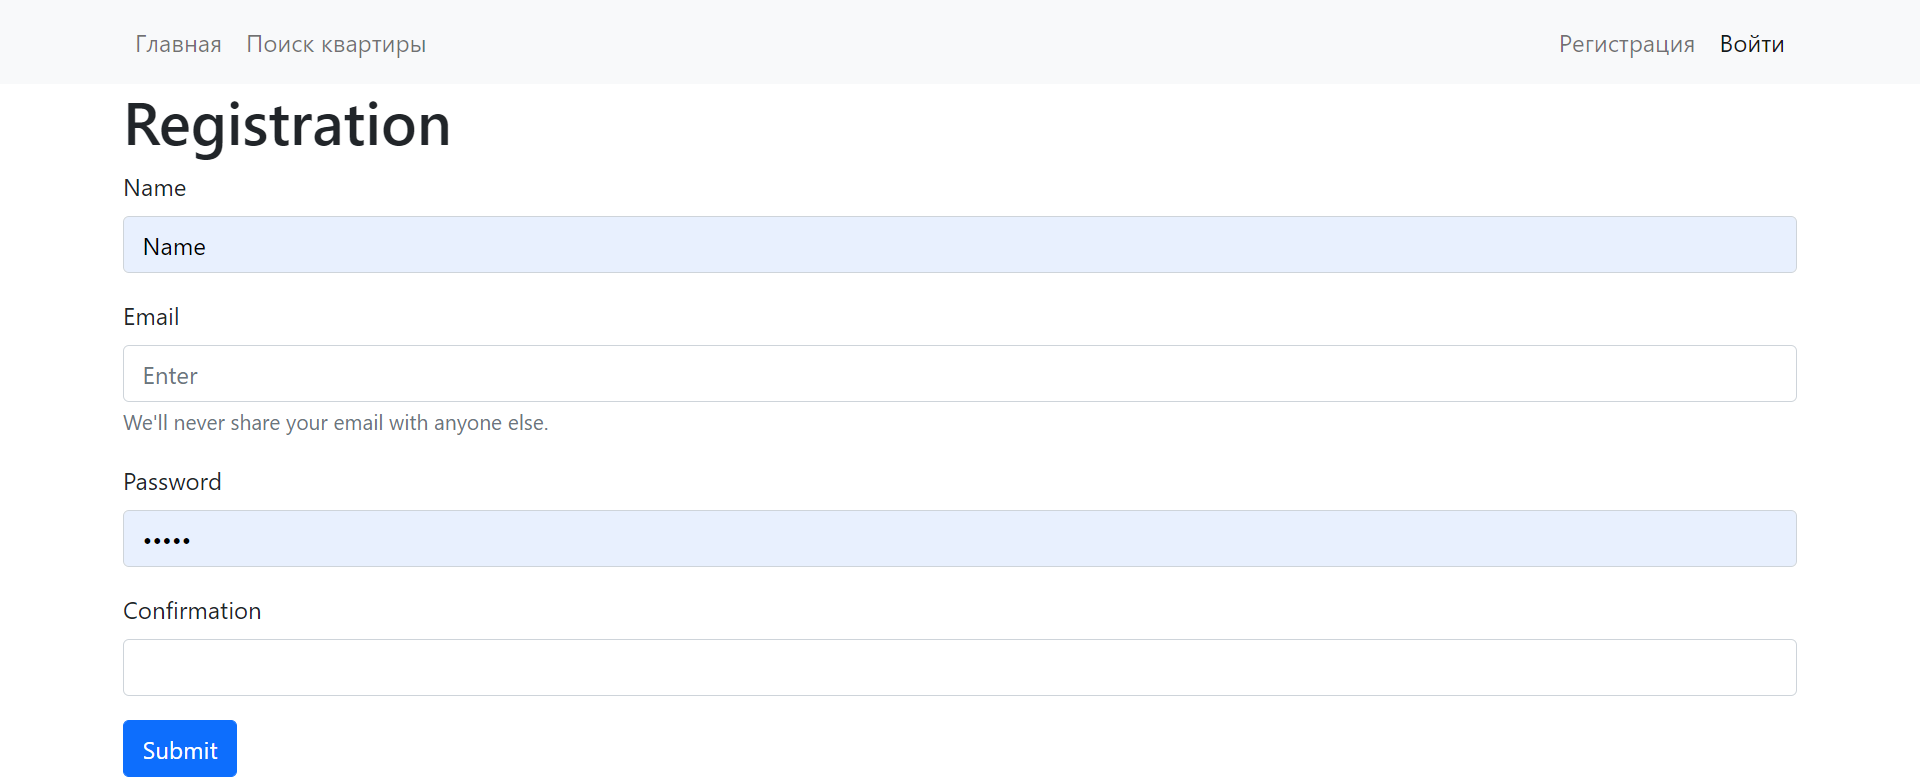 Главная Поиск квартиры Регистрация Войти
Registration
Name
Name
Email
Enter
We'll never share your email with anyone else.
Password
•••••
Confirmation
Submit